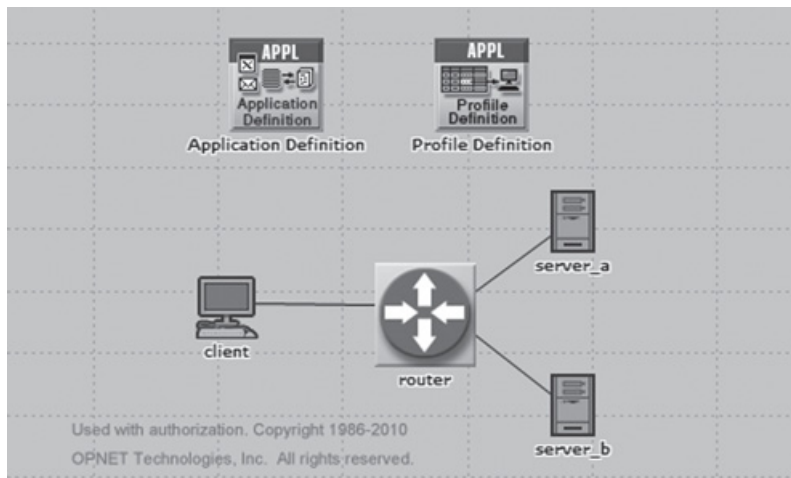 APPL
Application
Definition
Application Definition
APPL
Profiile
Definition
Profile Definition
server_a
client
router
server_b
Used with authorization. Copyright 1986-2010
OPNET Technologies, Inc. All rights reserved.